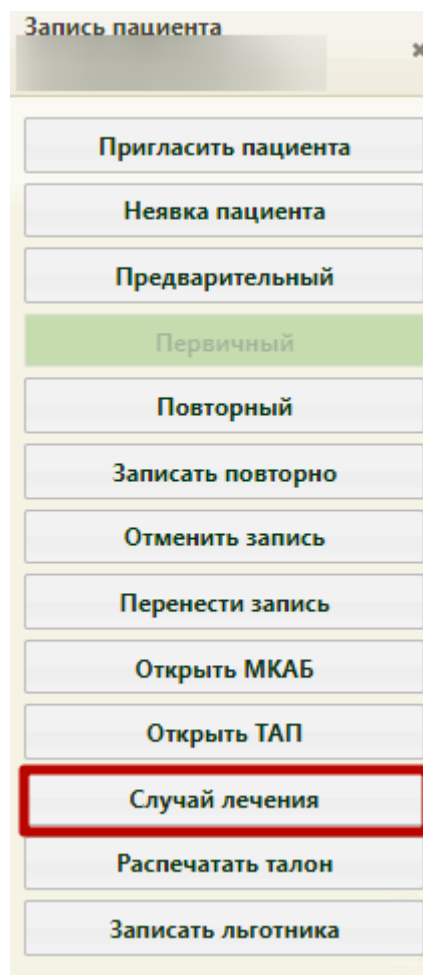 Запись пациента
Пригласить пациента
Неявка пациента
Предварительный
Первичный
Повторный
Записать повторно
Отменить запись
Перенести запись
Открыть МКАБ
Открыть ТАП
Случай лечения
Распечатать талон
Записать льготника